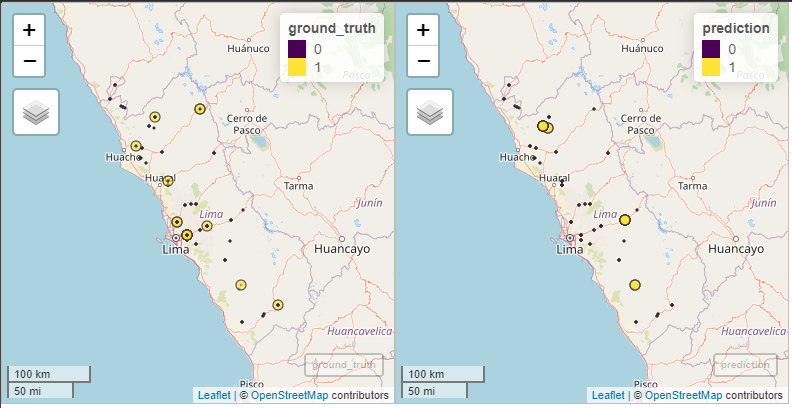 +
−
ground_truth
0
1
Huánuco
Pasco
Cerro de
Pasco
Huacho
Huaral
Tarma
Junín
Lima
Lima
Huancayo
Huancavelica
100 km
50 mi
ground_truth
Pisco
Leaflet | © OpenStreetMap contributors
+
−
prediction
0
1
Huánuco
Pasco
Cerro de
Pasco
Huacho
Huaral
Tarma
Junín
Lima
Lima
Huancayo
Huancavelica
100 km
50 mi
prediction
Pisco
Leaflet | © OpenStreetMap contributors